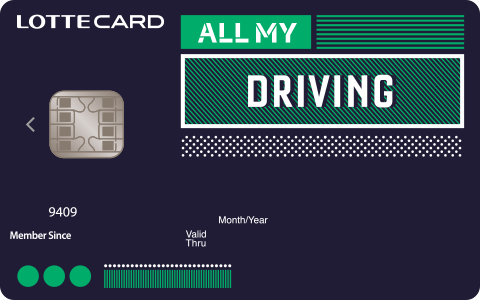 LOTTECARD
ALL MY
DRIVING
9409
Month/Year
Member Since
Valid
Thru